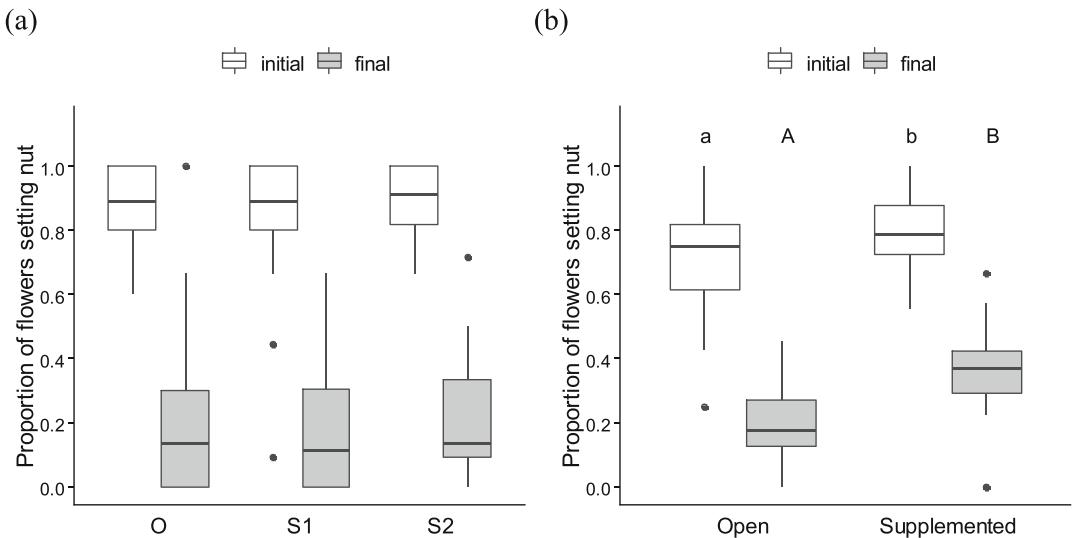 (a)
initial final
Proportion of flowers setting nut
1.0
0.8
0.6
0.4
0.2
0.0
O S1 S2
(b)
initial final
Proportion of flowers setting nut
a A b B
1.0
0.8
0.6
0.4
0.2
0.0
Open Supplemented